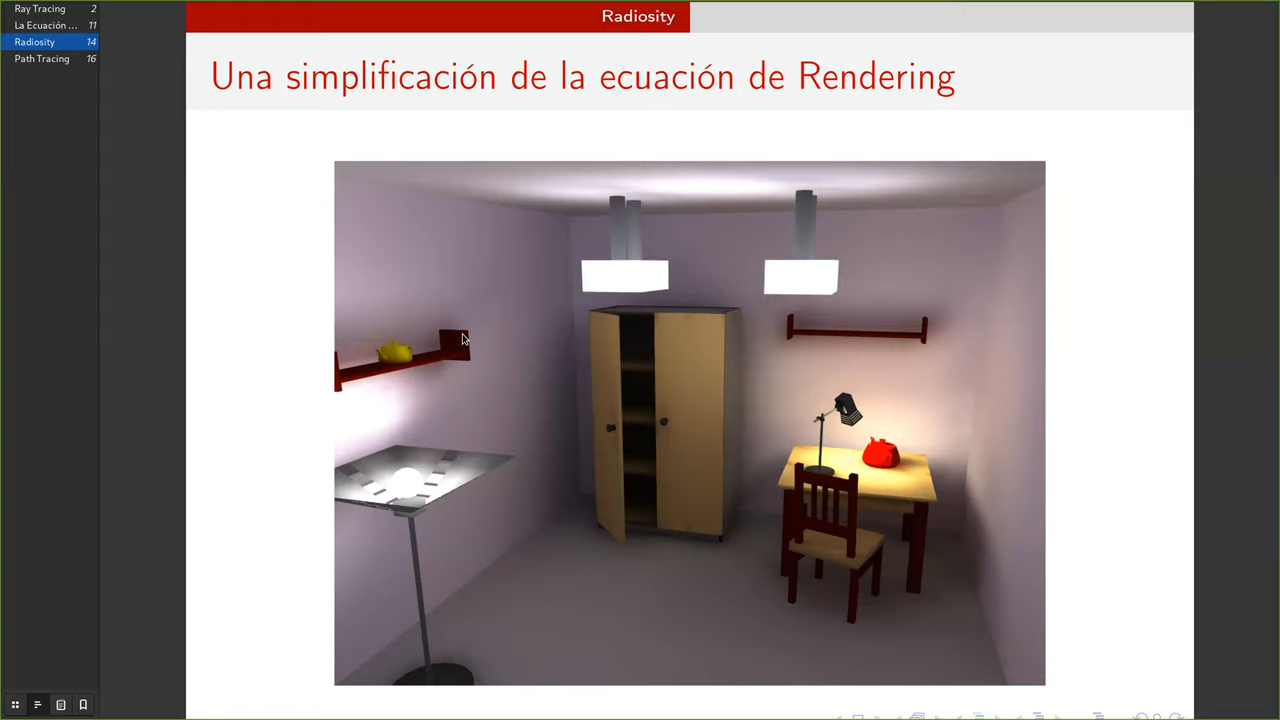 Ray Tracing 2
La Ecuación ... 11
Radiosity 14
Path Tracing 16
Radiosity
Una simplificación de la ecuación de Rendering